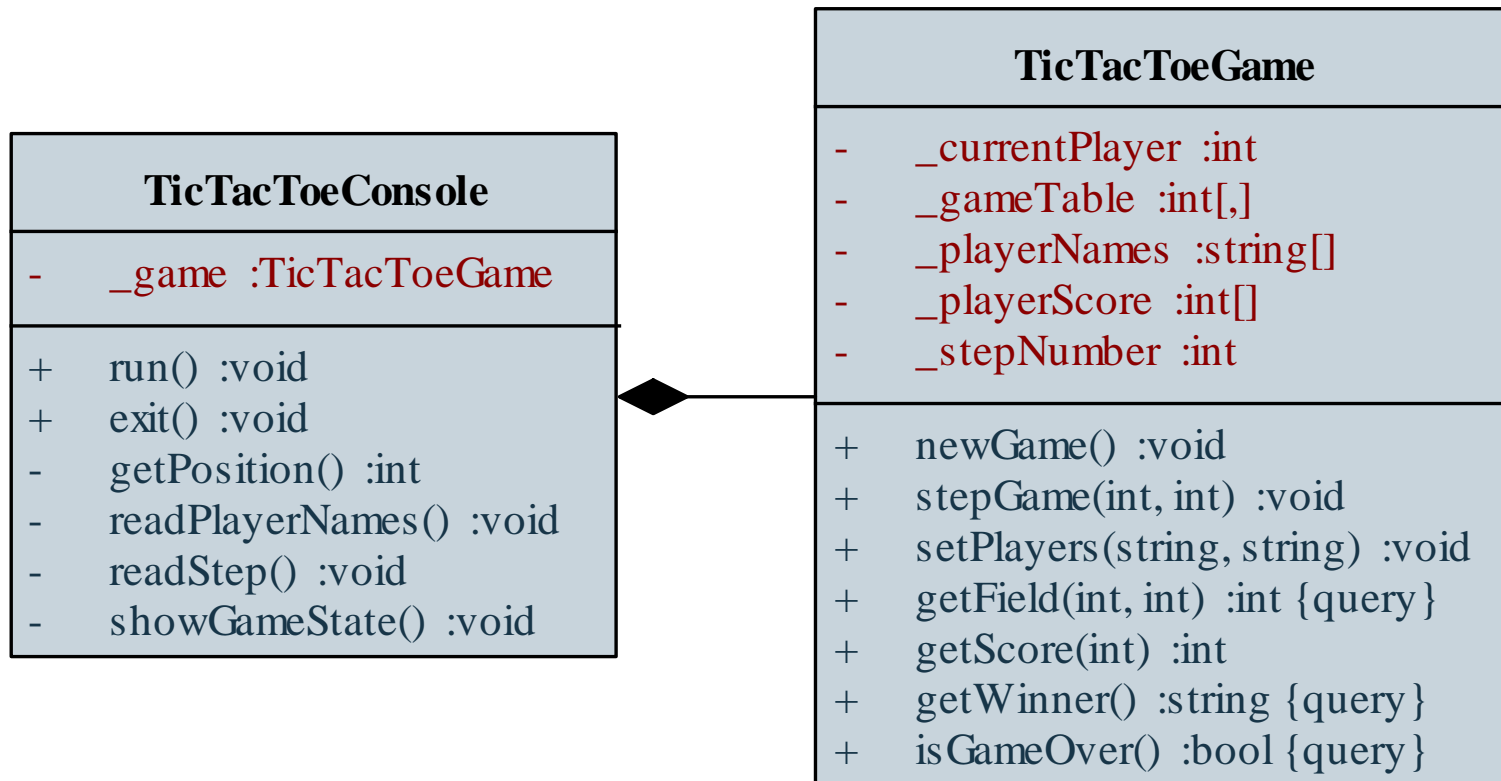 TicTacToeConsole
- _game :TicTacToeGame
+ run() :void
+ exit() :void
- getPosition() :int
- readPlayerNames() :void
- readStep() :void
- showGameState() :void
TicTacToeGame
- _currentPlayer :int
- _gameTable :int[,]
- _playerNames :string[]
- _playerScore :int[]
- _stepNumber :int
+ newGame() :void
+ stepGame(int, int) :void
+ setPlayers(string, string) :void
+ getField(int, int) :int {query}
+ getScore(int) :int
+ getWinner() :string {query}
+ isGameOver() :bool {query}